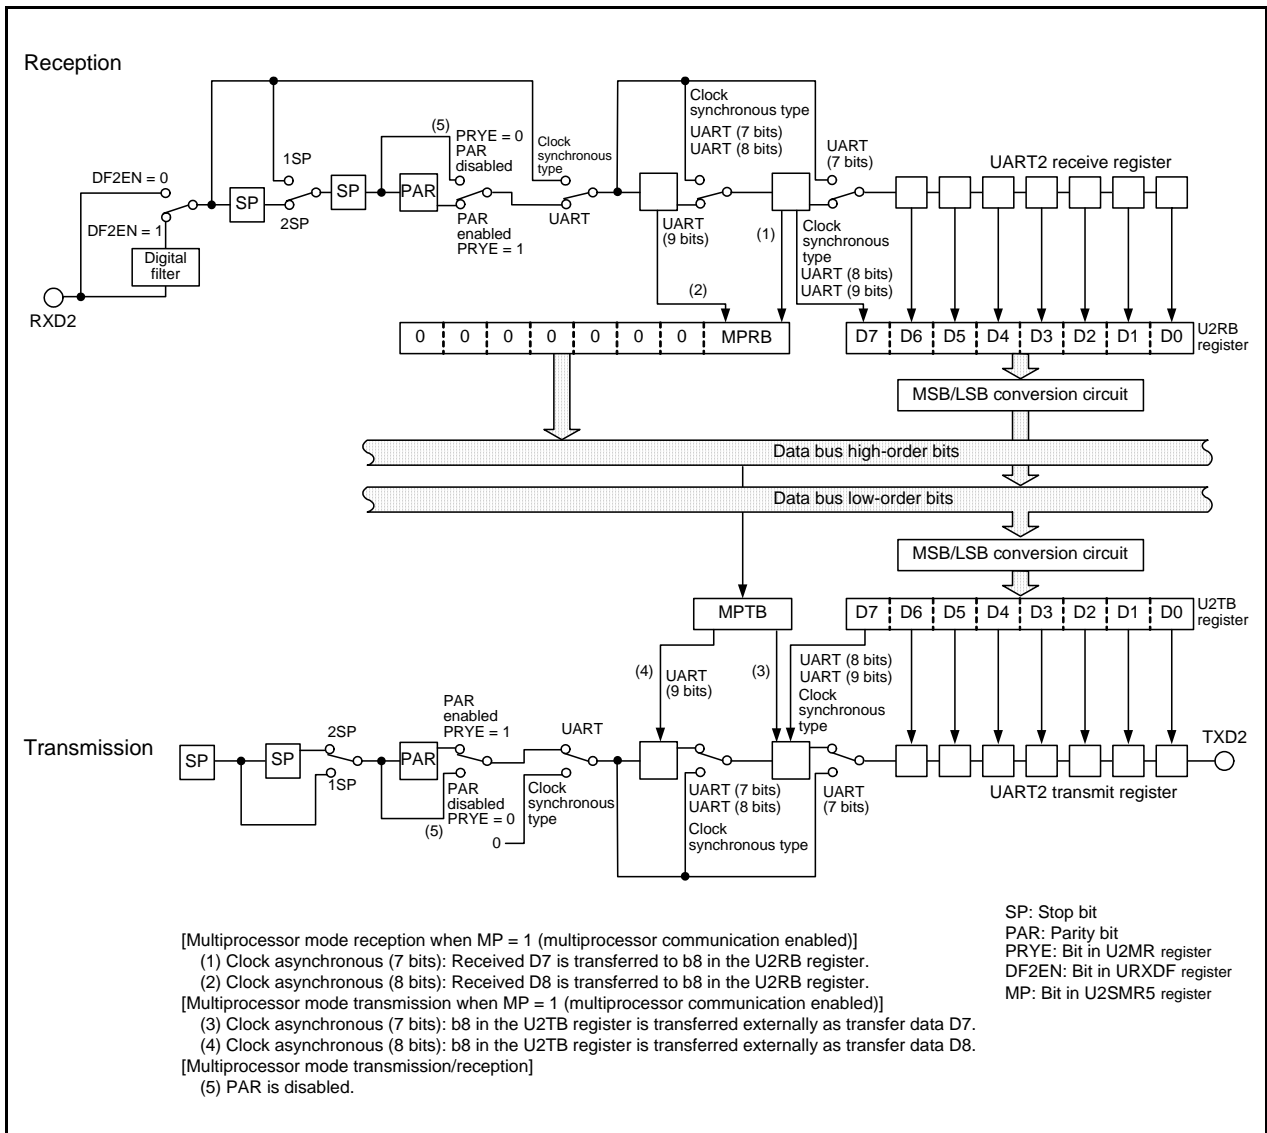 Reception
DF2EN = 0
DF2EN = 1
Digital
filter
RXD2
SP
1SP
2SP
SP
(5)
PRYE = 0
PAR
disabled
PAR
PAR
enabled
PRYE = 1
Clock
synchronous
type
UART
Clock
synchronous type
UART (7 bits)
UART (8 bits)
UART
(9 bits)
(1)
(2)
UART
(7 bits)
Clock
synchronous
type
UART (8 bits)
UART (9 bits)
UART2 receive register
0 0 0 0 0 0 0 MPRB
D7 D6 D5 D4 D3 D2 D1 D0
U2RB
register
MSB/LSB conversion circuit
Data bus high-order bits
Data bus low-order bits
MSB/LSB conversion circuit
MPTB
D7 D6 D5 D4 D3 D2 D1 D0
U2TB
register
(4)
UART
(9 bits)
(3)
UART (8 bits)
UART (9 bits)
Clock
synchronous
type
Transmission
SP
SP
2SP
1SP
PAR
PAR
enabled
PRYE = 1
PAR
disabled
PRYE = 0
(5)
0
UART
Clock
synchronous
type
UART (7 bits)
UART (8 bits)
Clock
synchronous type
UART
(7 bits)
TXD2
UART2 transmit register
SP: Stop bit
PAR: Parity bit
PRYE: Bit in U2MR register
DF2EN: Bit in URXDF register
MP: Bit in U2SMR5 register
[Multiprocessor mode reception when MP = 1 (multiprocessor communication enabled)]
(1) Clock asynchronous (7 bits): Received D7 is transferred to b8 in the U2RB register.
(2) Clock asynchronous (8 bits): Received D8 is transferred to b8 in the U2RB register.
[Multiprocessor mode transmission when MP = 1 (multiprocessor communication enabled)]
(3) Clock asynchronous (7 bits): b8 in the U2TB register is transferred externally as transfer data D7.
(4) Clock asynchronous (8 bits): b8 in the U2TB register is transferred externally as transfer data D8.
[Multiprocessor mode transmission/reception]
(5) PAR is disabled.